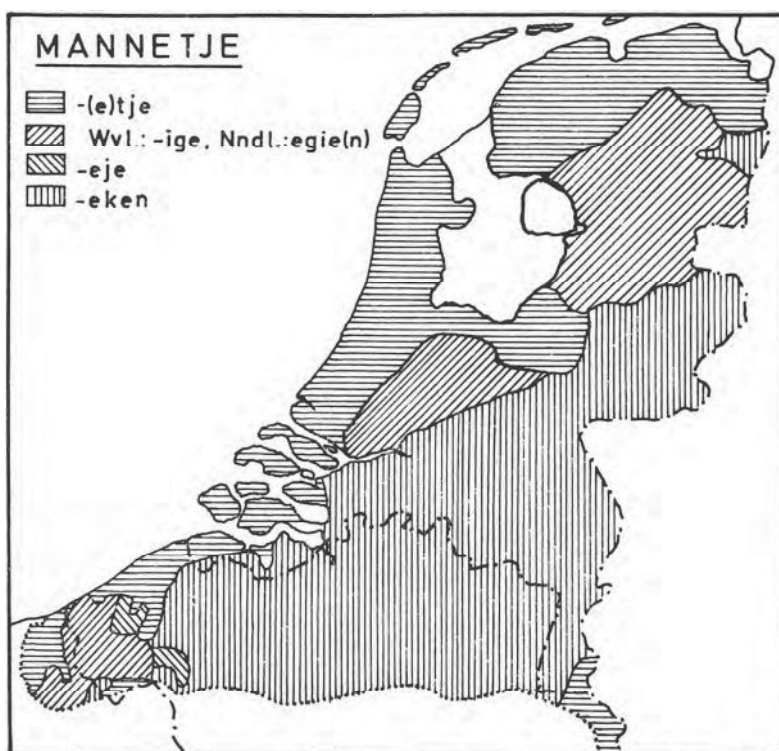 MANNETJE
-(e)tje
Wvl.: -ige, Nndl.:egie(n)
-eje
-eken